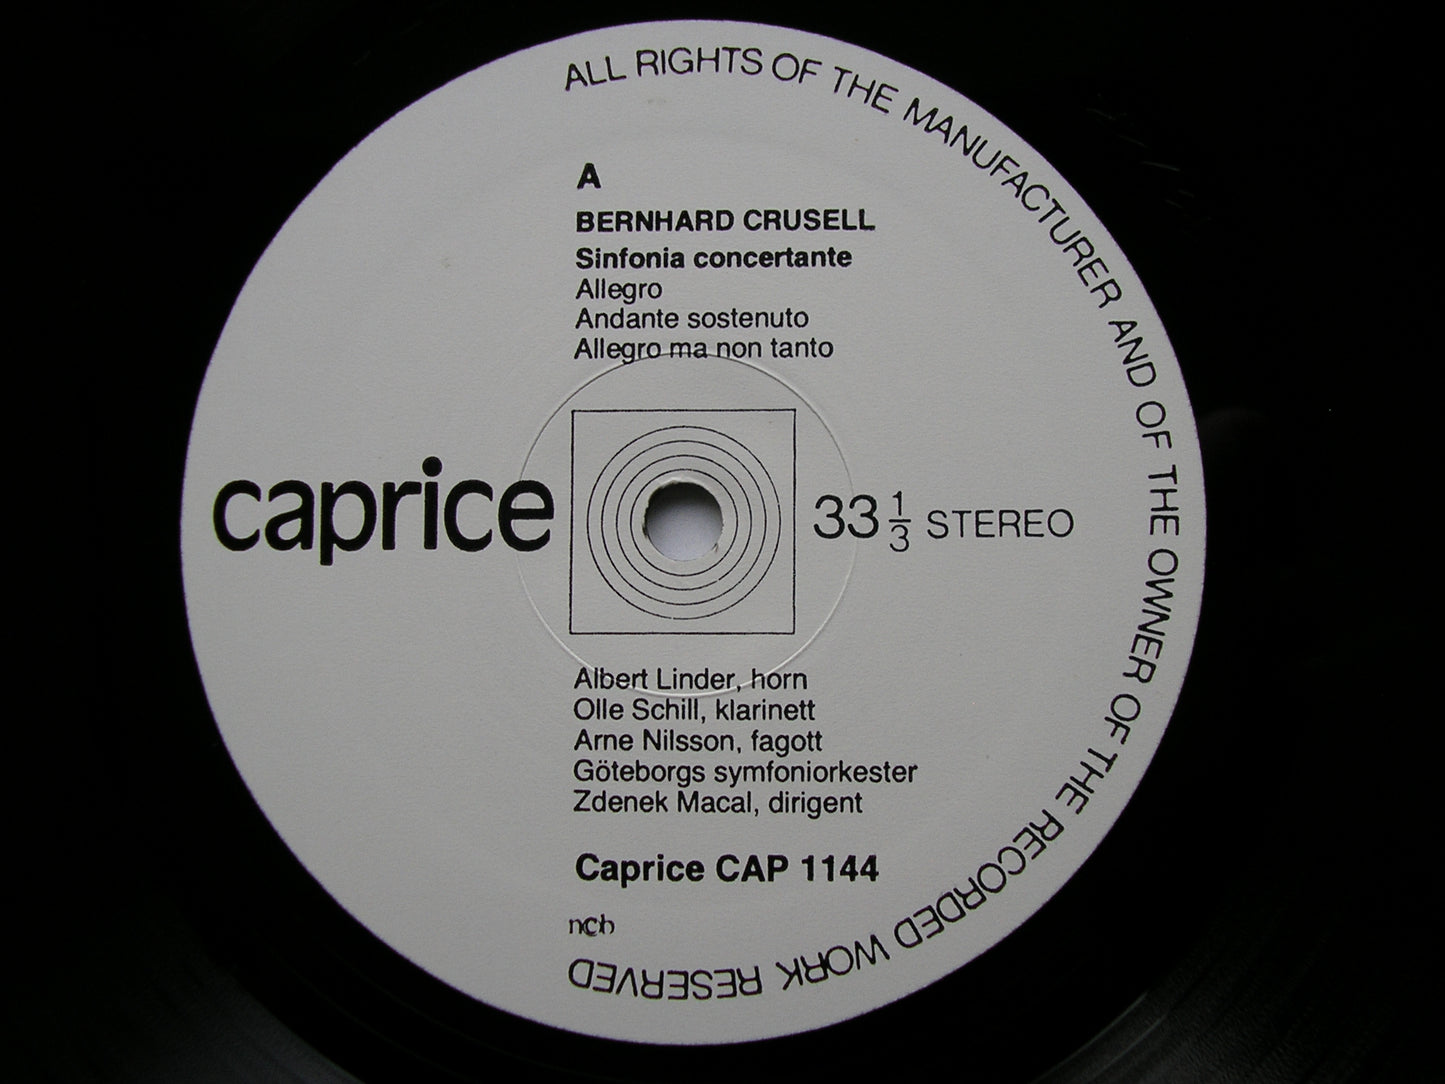 ALL RIGHTS OF THE MANUFACTURER AND OF THE OWNER OF THE RECORDED WORK RESERVED
A
BERNHARD CRUSELL
Sinfonia concertante
Allegro
Andante sostenuto
Allegro ma non tanto
caprice
33 1/3 STEREO
Albert Linder, horn
Olle Schill, klarinett
Arne Nilsson, fagott
Göteborgs symfoniorkester
Zdenek Macal, dirigent
Caprice CAP 1144
ncb